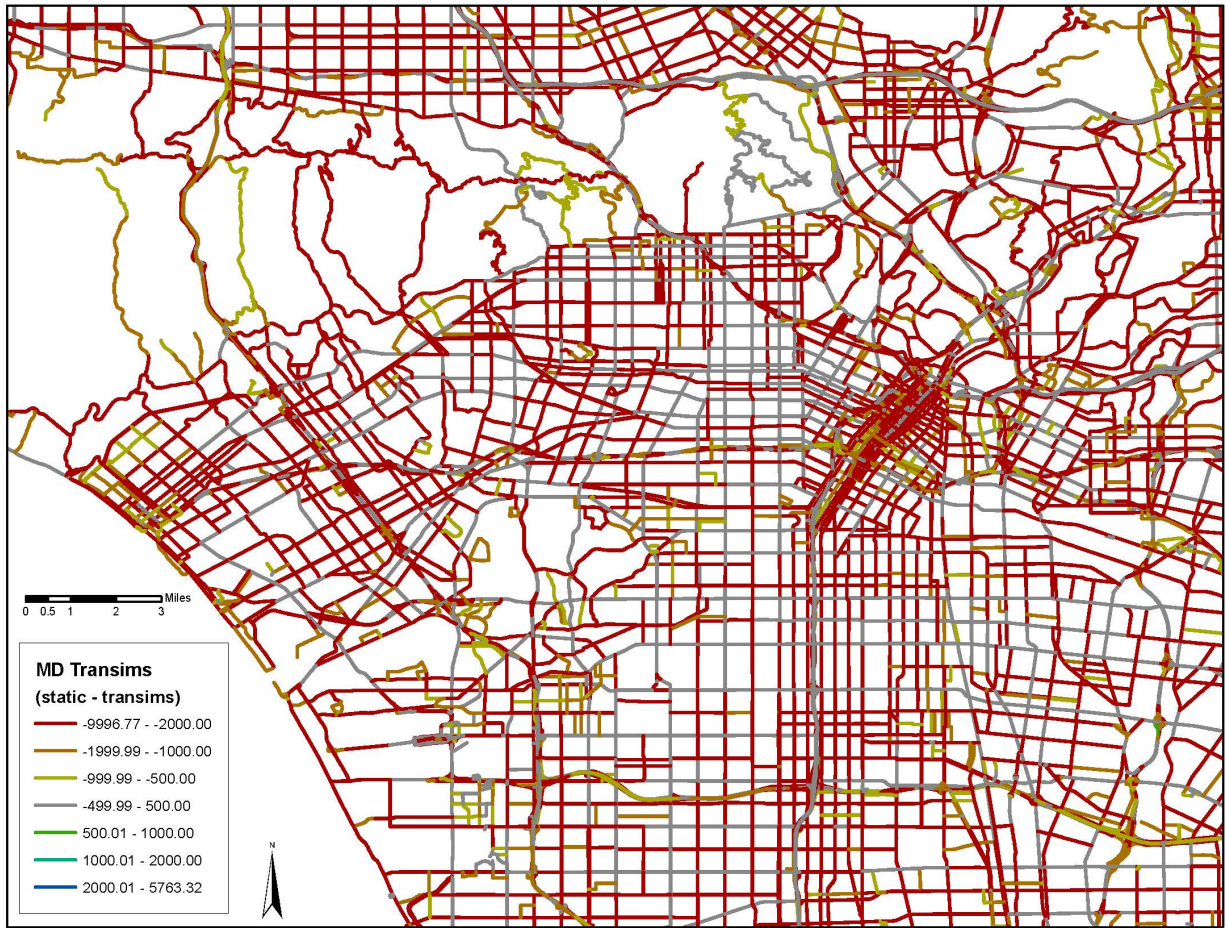 Miles
0 0.5 1 2 3
MD Transims
(static - transims)
-9996.77 - -2000.00
-1999.99 - -1000.00
-999.99 - -500.00
-499.99 - 500.00
500.01 - 1000.00
1000.01 - 2000.00
2000.01 - 5763.32
N